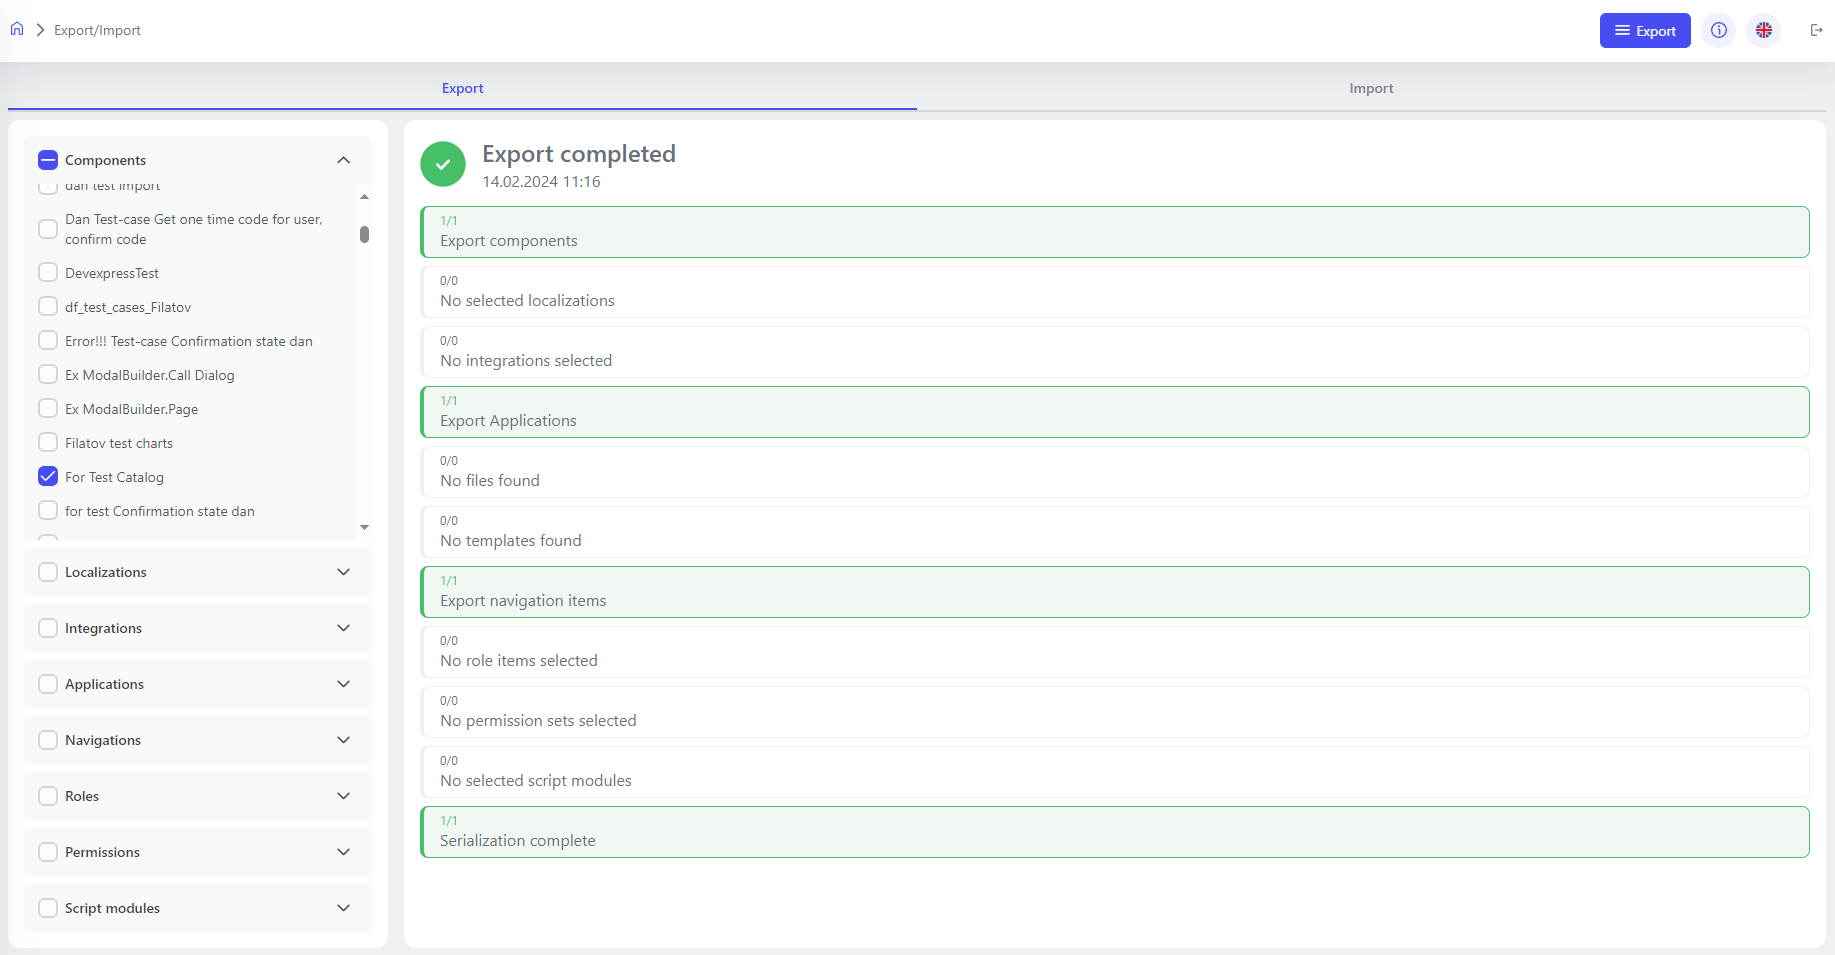 Export/Import
Export
Export
Import
Components
dan test import
Dan Test-case Get one time code for user,
confirm code
DevexpressTest
df_test_cases_Filatov
Error!!! Test-case Confirmation state dan
Ex ModalBuilder.Call Dialog
Ex ModalBuilder.Page
Filatov test charts
For Test Catalog
for test Confirmation state dan
Localizations
Integrations
Applications
Navigations
Roles
Permissions
Script modules
Export completed
14.02.2024 11:16
1/1
Export components
0/0
No selected localizations
0/0
No integrations selected
1/1
Export Applications
0/0
No files found
0/0
No templates found
1/1
Export navigation items
0/0
No role items selected
0/0
No permission sets selected
0/0
No selected script modules
1/1
Serialization complete